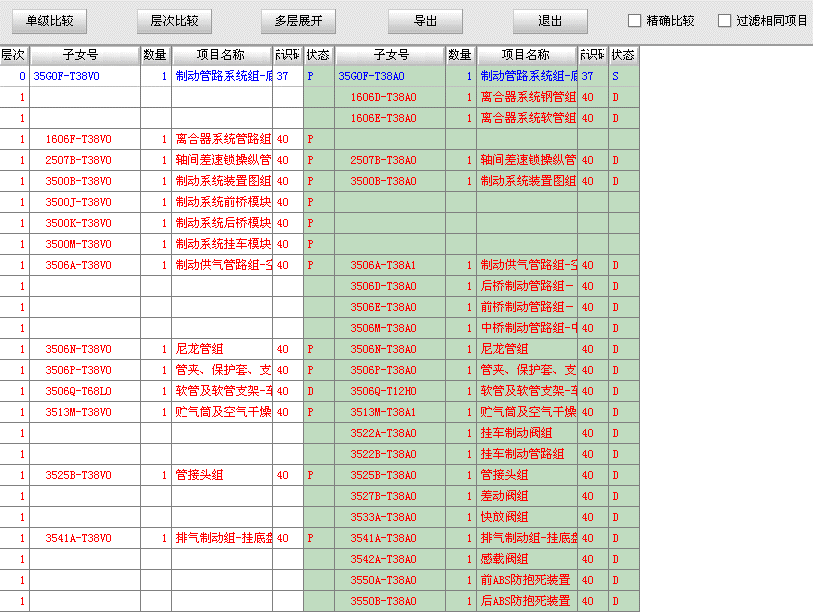 单级比较 层次比较 多层展开 导出 退出 精确比较 过滤相同项目
层次 子女号 数量 项目名称 标识码 状态 子女号 数量 项目名称 标识码 状态
0 35G0F-T38V0 1 制动管路系统组-底 37 P 35G0F-T38A0 1 制动管路系统组-底 37 S
1 1606D-T38A0 1 离合器系统钢管组 40 D
1 1606E-T38A0 1 离合器系统软管组 40 D
1 1606F-T38V0 1 离合器系统管路组 40 P
1 2507B-T38V0 1 轴间差速锁操纵管 40 P 2507B-T38A0 1 轴间差速锁操纵管 40 D
1 3500B-T38V0 1 制动系统装置图组 40 P 3500B-T38A0 1 制动系统装置图组 40 D
1 3500J-T38V0 1 制动系统前桥模块 40 P
1 3500K-T38V0 1 制动系统后桥模块 40 P
1 3500M-T38V0 1 制动系统挂车模块 40 P
1 3506A-T38V0 1 制动供气管路组-空 40 P 3506A-T38A1 1 制动供气管路组-空 40 D
1 3506D-T38A0 1 后桥制动管路组- 40 D
1 3506E-T38A0 1 前桥制动管路组- 40 D
1 3506M-T38A0 1 中桥制动管路组-中 40 D
1 3506N-T38V0 1 尼龙管组 40 P 3506N-T38A0 1 尼龙管组 40 D
1 3506P-T38V0 1 管夹、保护套、支 40 P 3506P-T38A0 1 管夹、保护套、支 40 D
1 3506Q-T68L0 1 软管及软管支架-车 40 D 3506Q-T12H0 1 软管及软管支架-车 40 D
1 3513M-T38V0 1 贮气筒及空气干燥 40 P 3513M-T38A1 1 贮气筒及空气干燥 40 D
1 3522A-T38A0 1 挂车制动阀组 40 D
1 3522B-T38A0 1 挂车制动管路组 40 D
1 3525B-T38V0 1 管接头组 40 P 3525B-T38A0 1 管接头组 40 D
1 3527B-T38A0 1 差动阀组 40 D
1 3533A-T38A0 1 快放阀组 40 D
1 3541A-T38V0 1 排气制动组-挂底盘 40 P 3541A-T38A0 1 排气制动组-挂底盘 40 D
1 3542A-T38A0 1 感载阀组 40 D
1 3550A-T38A0 1 前ABS防抱死装置 40 D
1 3550B-T38A0 1 后ABS防抱死装置 40 D